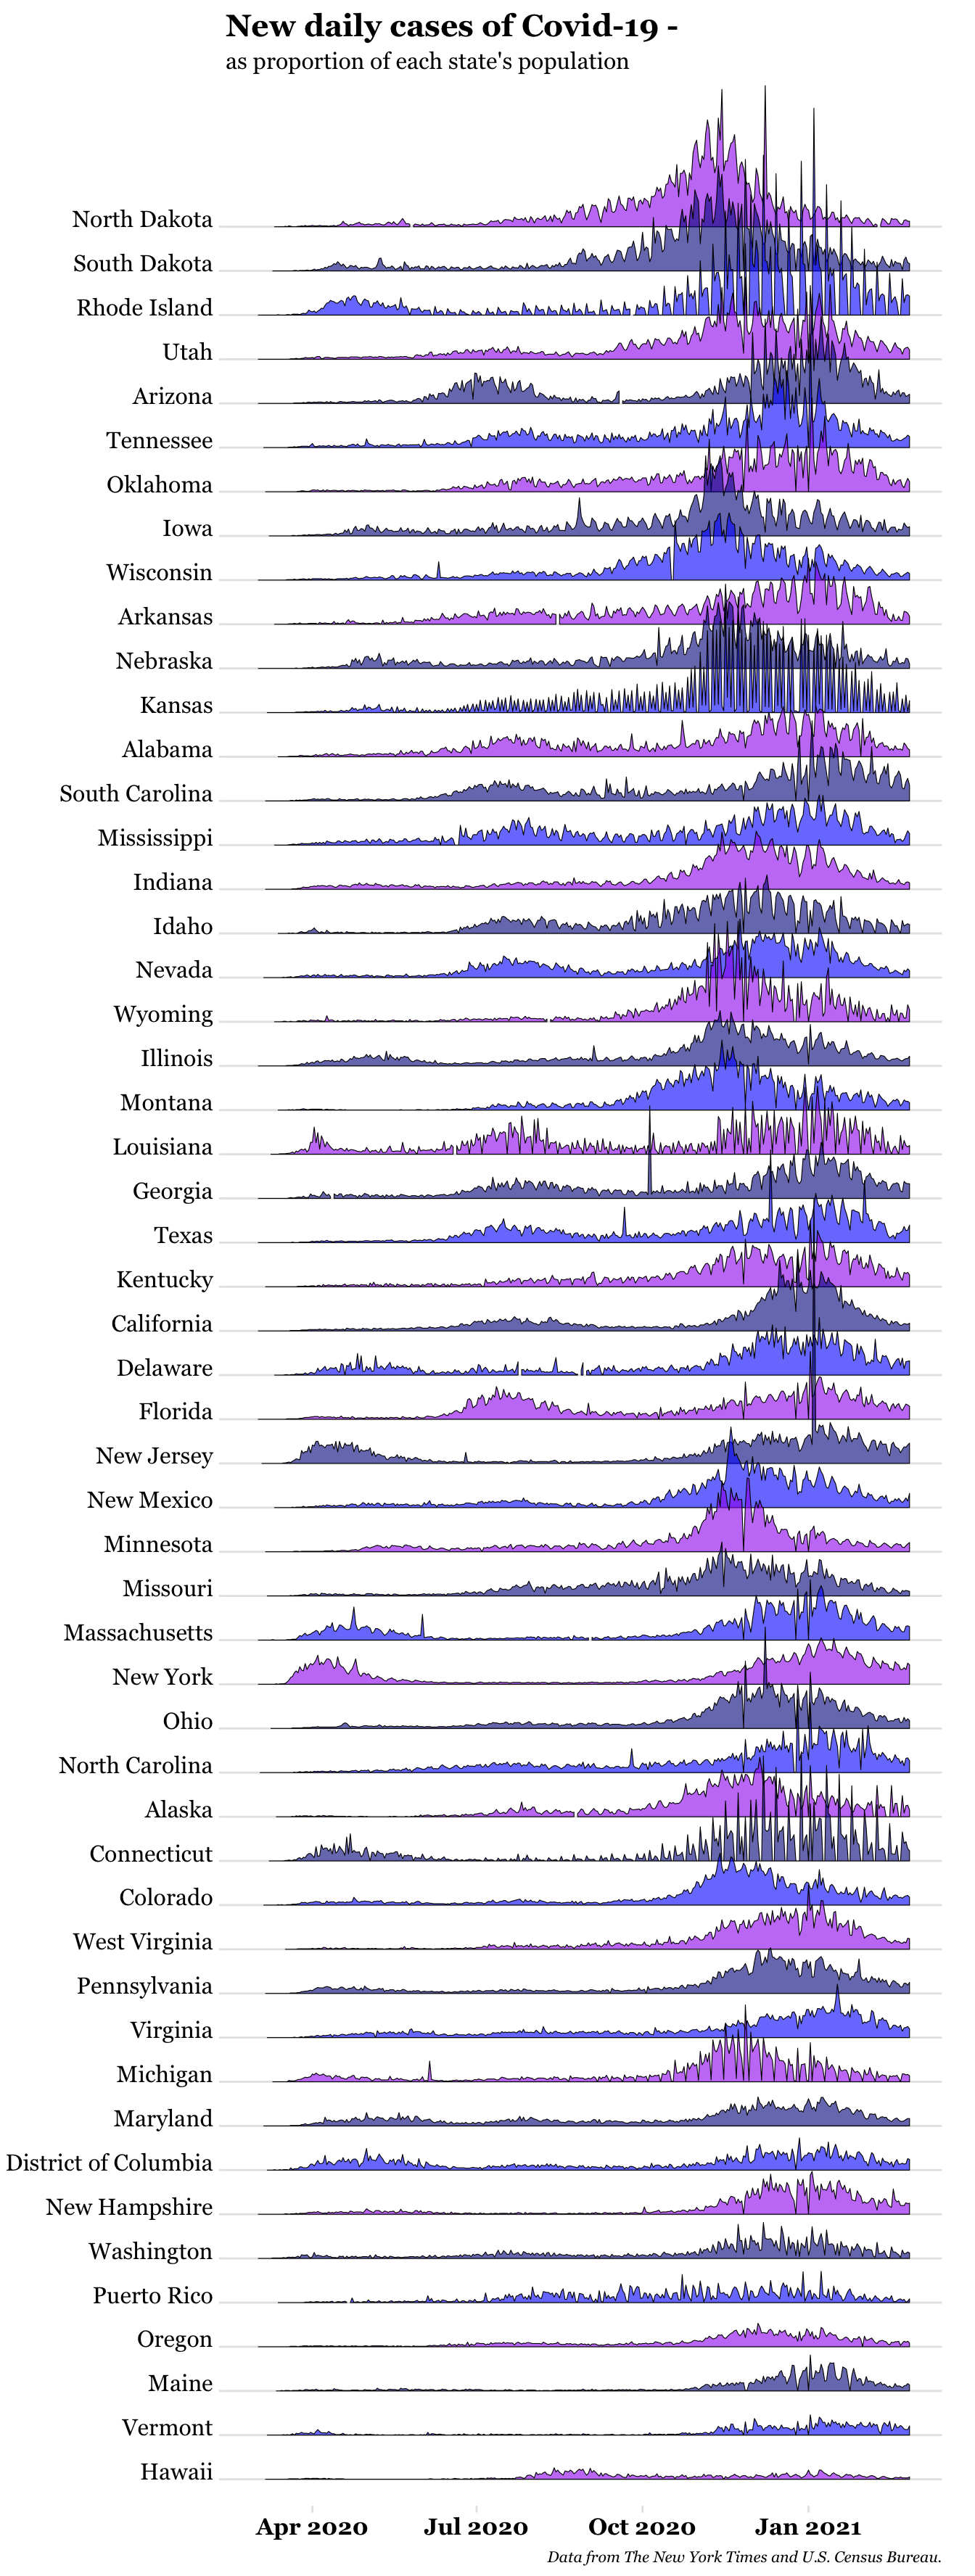 New daily cases of Covid-19 -
as proportion of each state's population
North Dakota
South Dakota
Rhode Island
Utah
Arizona
Tennessee
Oklahoma
Iowa
Wisconsin
Arkansas
Nebraska
Kansas
Alabama
South Carolina
Mississippi
Indiana
Idaho
Nevada
Wyoming
Illinois
Montana
Louisiana
Georgia
Texas
Kentucky
California
Delaware
Florida
New Jersey
New Mexico
Minnesota
Missouri
Massachusetts
New York
Ohio
North Carolina
Alaska
Connecticut
Colorado
West Virginia
Pennsylvania
Virginia
Michigan
Maryland
District of Columbia
New Hampshire
Washington
Puerto Rico
Oregon
Maine
Vermont
Hawaii
Apr 2020 Jul 2020 Oct 2020 Jan 2021
Data from The New York Times and U.S. Census Bureau.